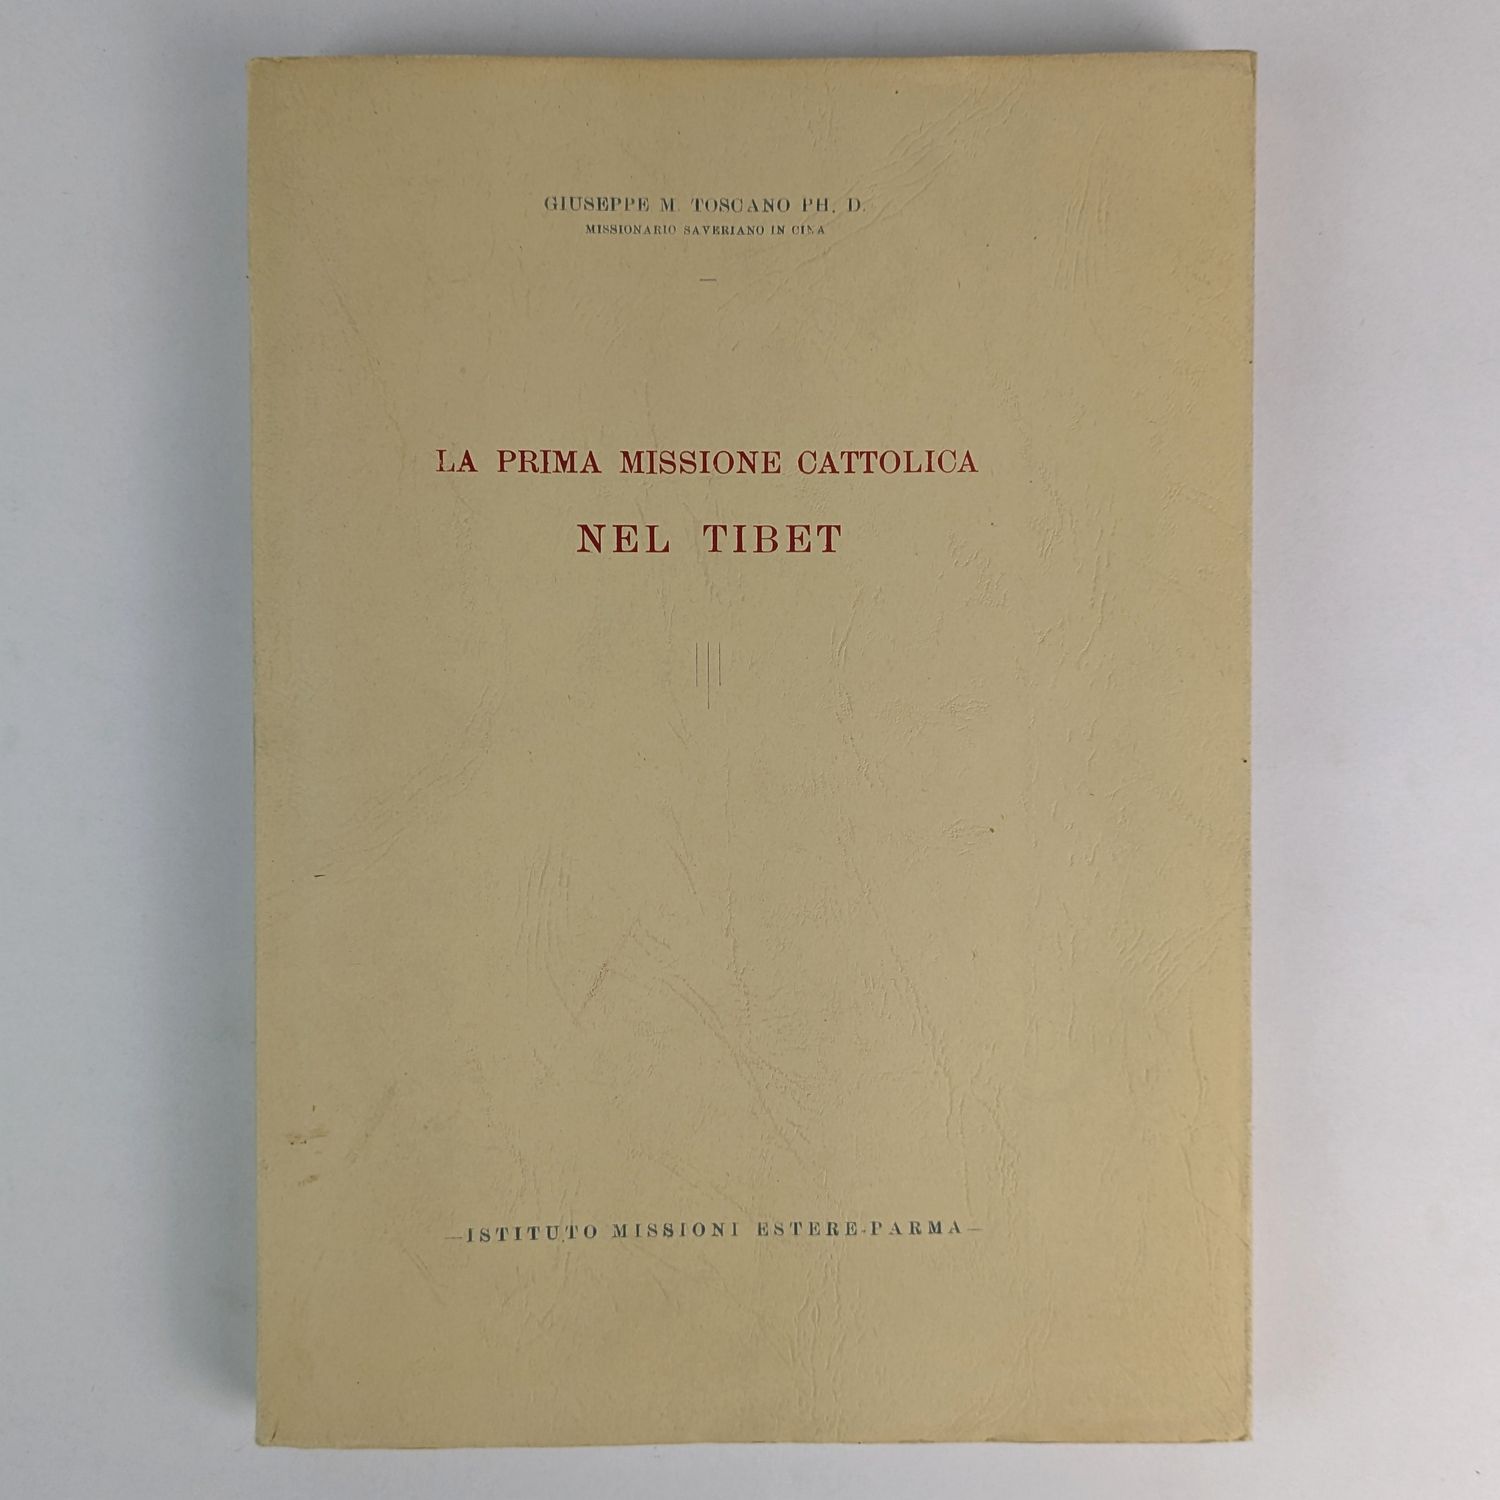 GIUSEPPE M. TOSCANO PH. D.
MISSIONARIO SAVERIANO IN CINA
LA PRIMA MISSIONE CATTOLICA
NEL TIBET
—ISTITUTO MISSIONI ESTERE-PARMA—